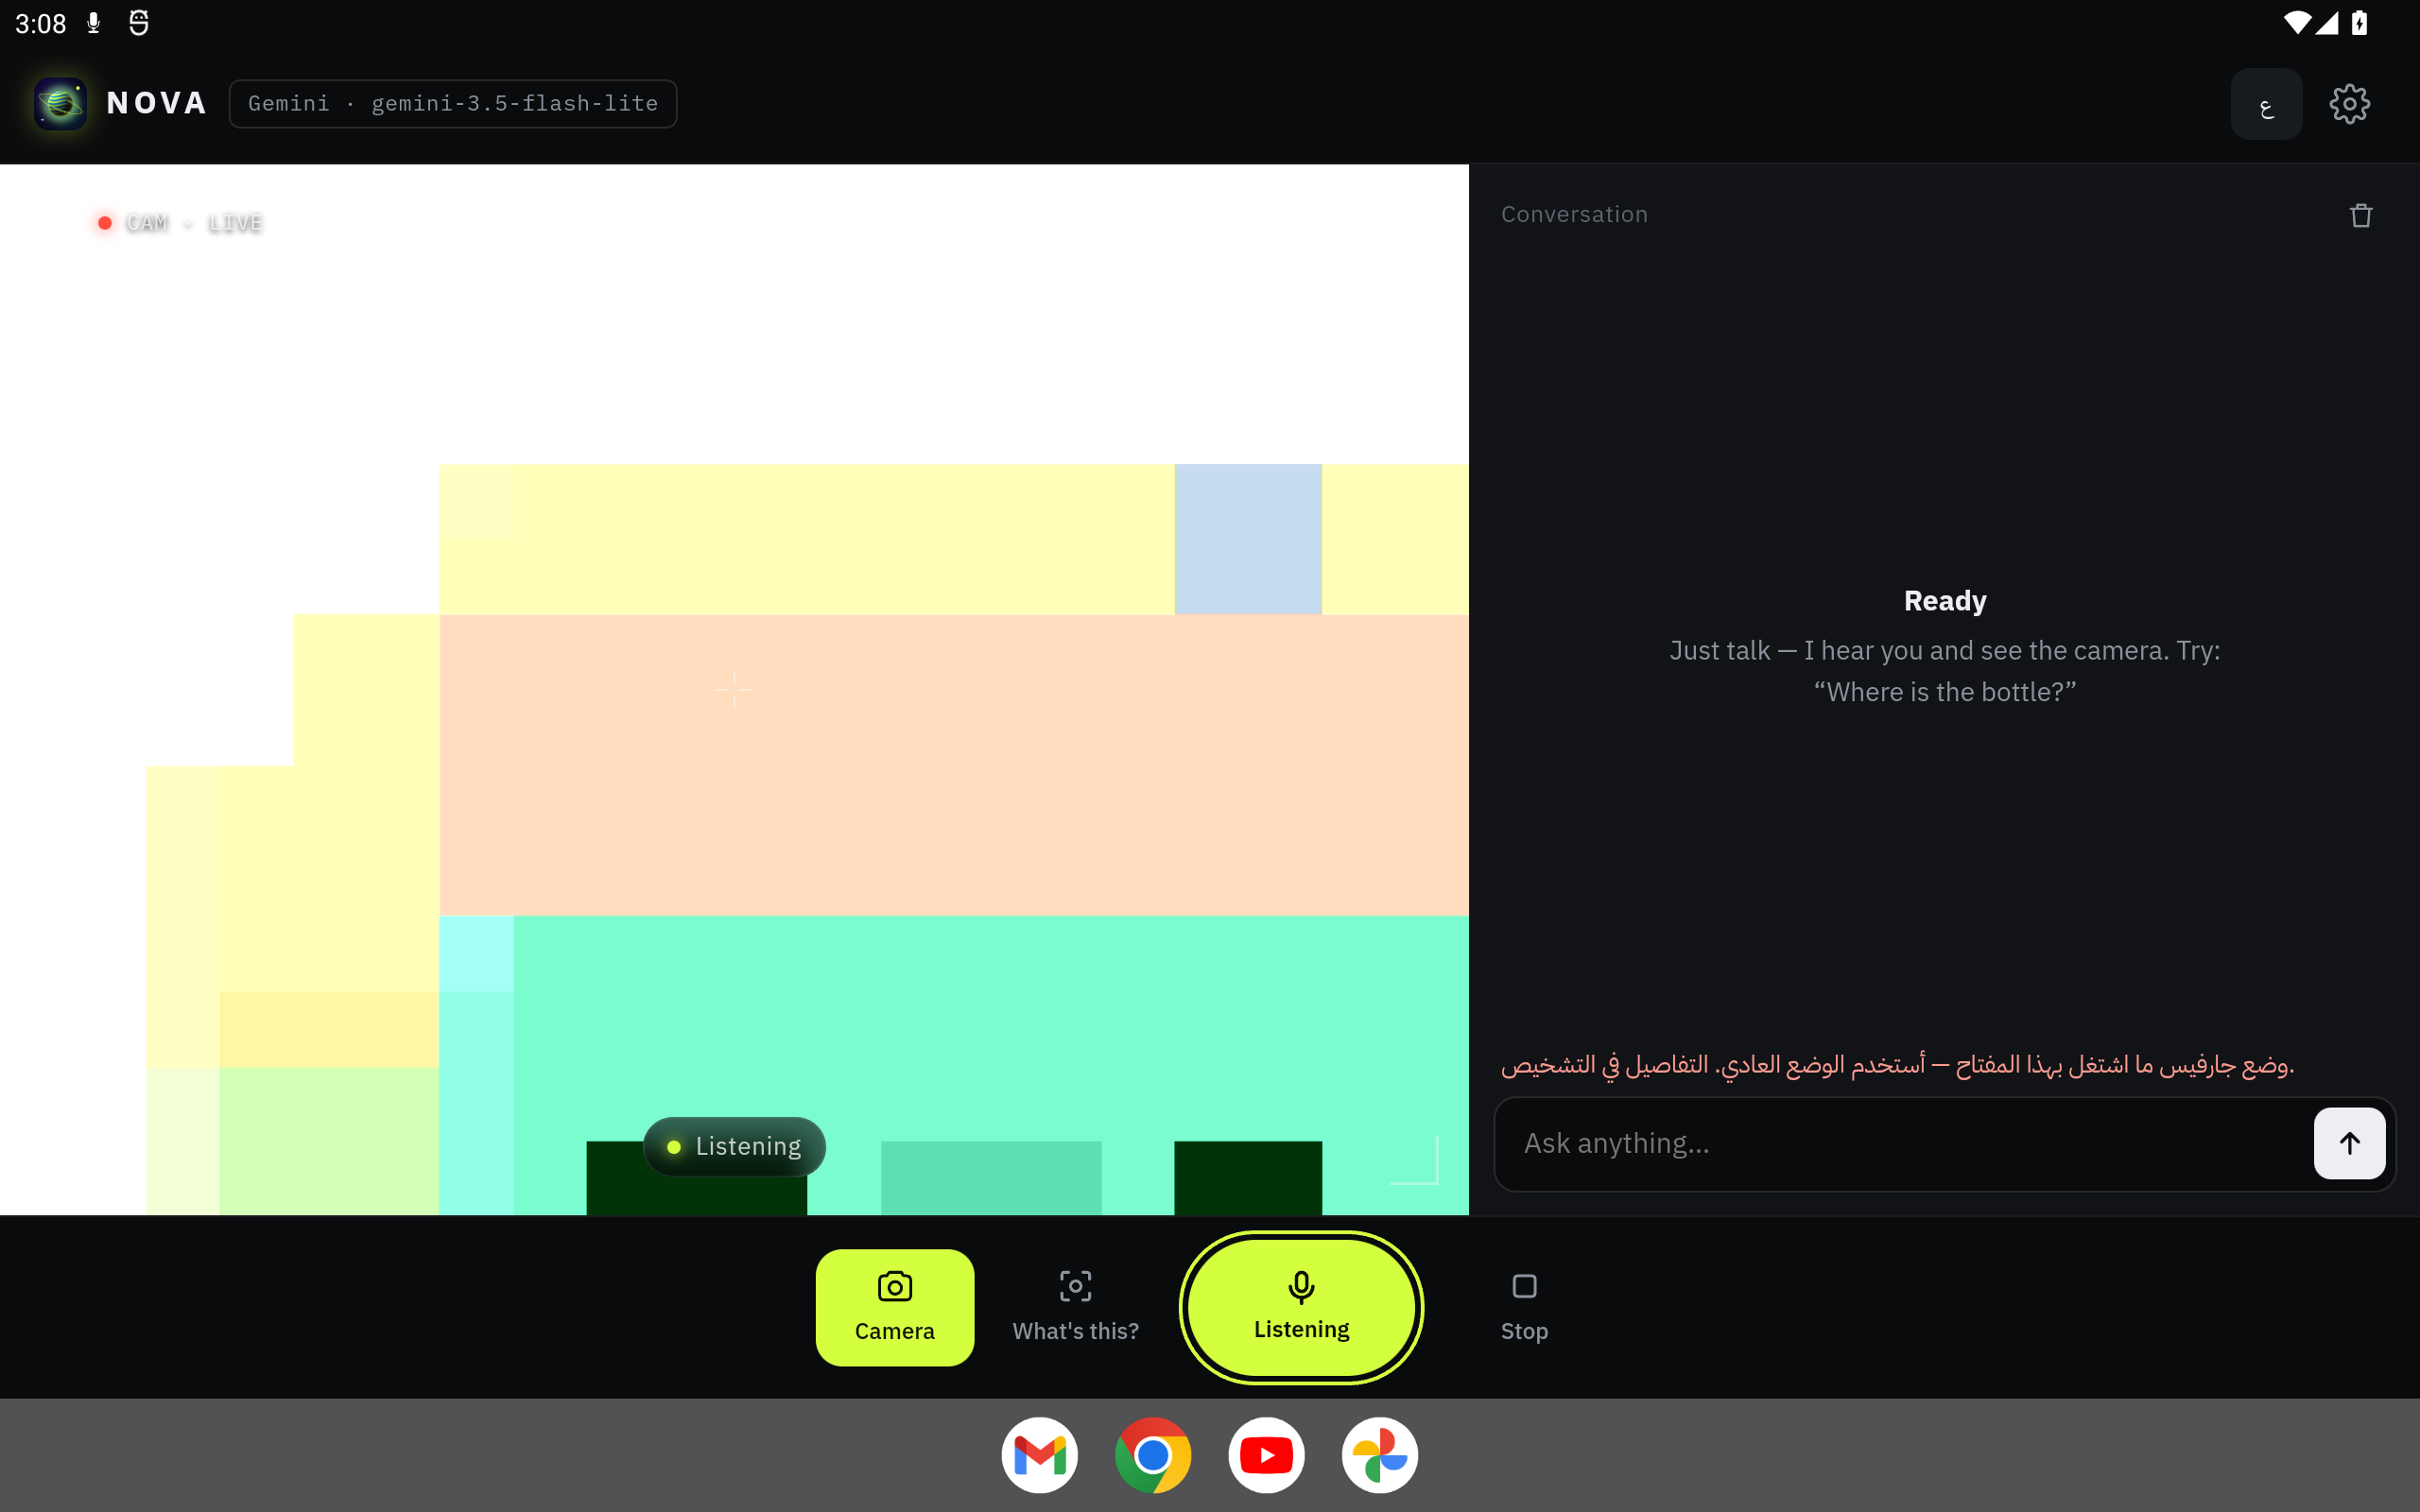 3:08
NOVA
Gemini · gemini-3.5-flash-lite
ع
CAM · LIVE
Conversation
Ready
Just talk — I hear you and see the camera. Try:
“Where is the bottle?”
وضع جارفيس ما اشتغل بهذا المفتاح — أستخدم الوضع العادي. التفاصيل في التشخيص.
Listening
Ask anything...
Camera
What's this?
Listening
Stop